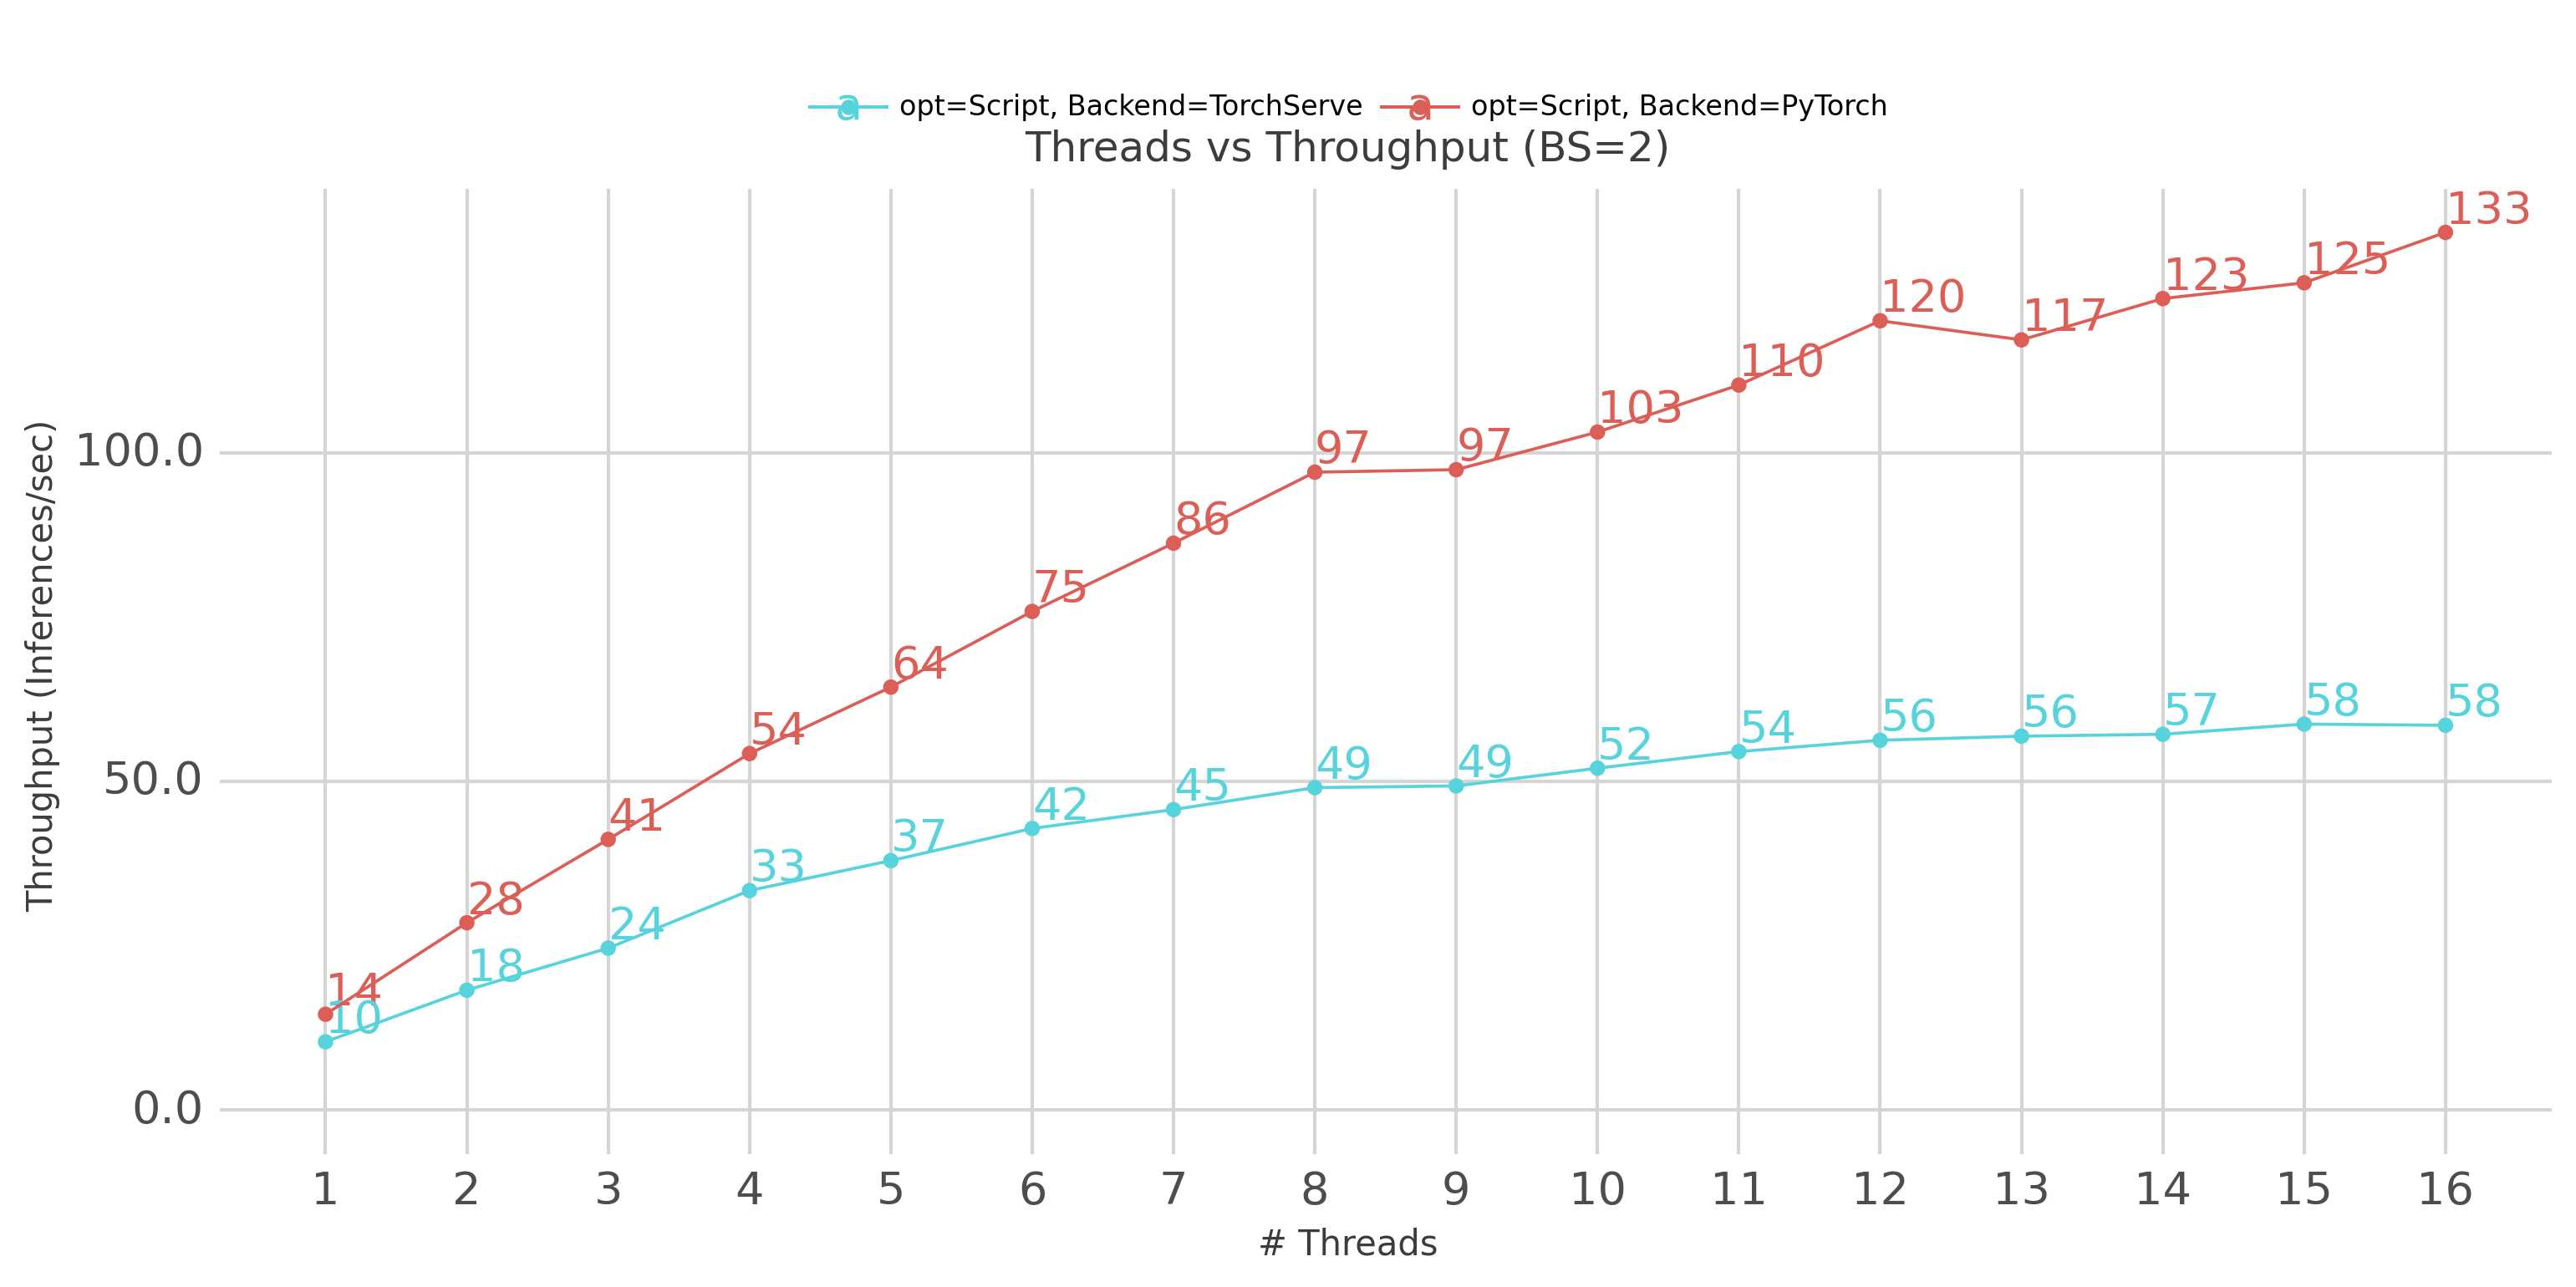 a opt=Script, Backend=TorchServe a opt=Script, Backend=PyTorch
Threads vs Throughput (BS=2)
Throughput (Inferences/sec)
100.0
50.0
0.0
14 28 41 54 64 75 86 97 97 103 110 120 117 123 125 133
10 18 24 33 37 42 45 49 49 52 54 56 56 57 58 58
1 2 3 4 5 6 7 8 9 10 11 12 13 14 15 16
# Threads